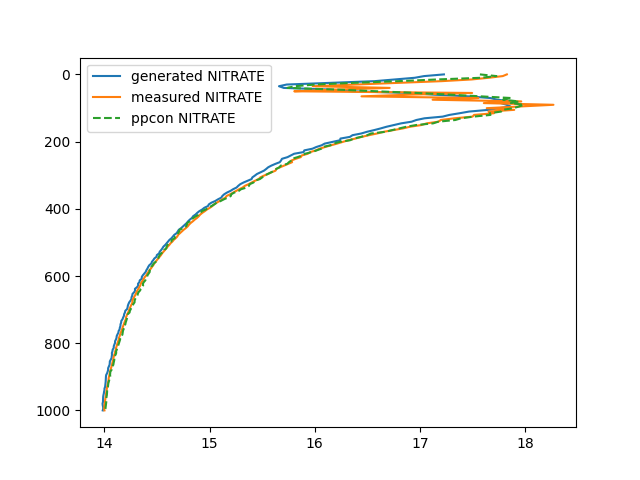 generated NITRATE
measured NITRATE
ppcon NITRATE
0
200
400
600
800
1000
14 15 16 17 18